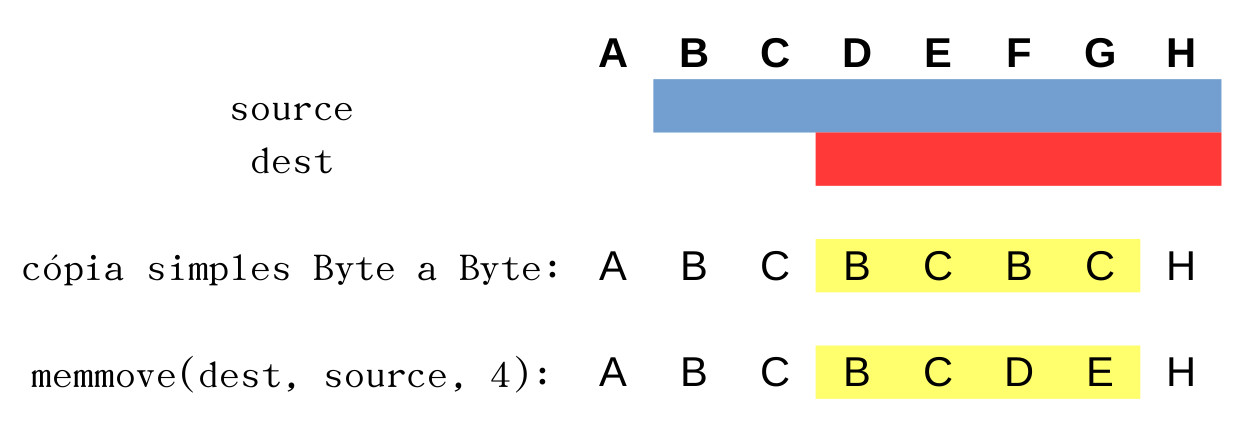 A B C D E F G H
source
dest
cópia simples Byte a Byte: A B C B C B C H
memmove(dest, source, 4): A B C B C D E H